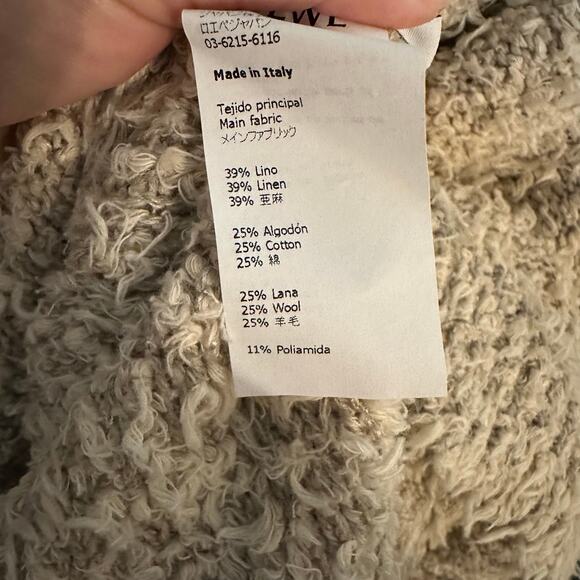 ロエベジャパン
03-6215-6116
Made in Italy
Tejido principal
Main fabric
メインファブリック
39% Lino
39% Linen
39% 亜麻
25% Algodón
25% Cotton
25% 綿
25% Lana
25% Wool
25% 羊毛
11% Poliamida